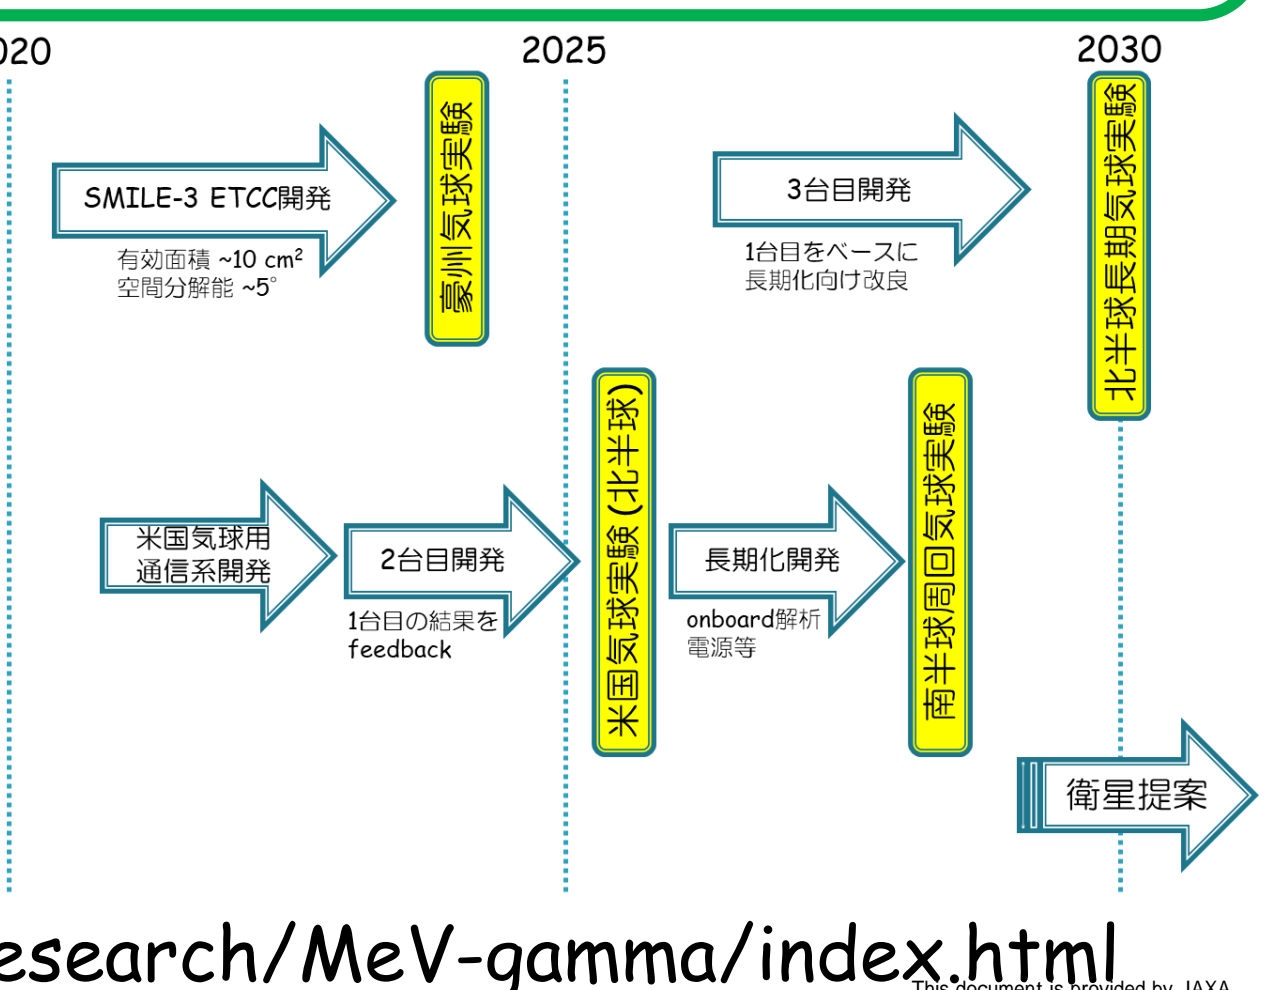 020
2025
2030
SMILE-3 ETCC開発
有効面積 ~10 cm²
空間分解能 ~5°
豪州気球実験
3台目開発
1台目をベースに
長期化向け改良
北半球長期気球実験
米国気球用
通信系開発
2台目開発
1台目の結果を
feedback
米国気球実験 (北半球)
長期化開発
onboard解析
電源等
南半球周回気球実験
衛星提案
esearch/MeV-gamma/index.html
This document is provided by JAXA